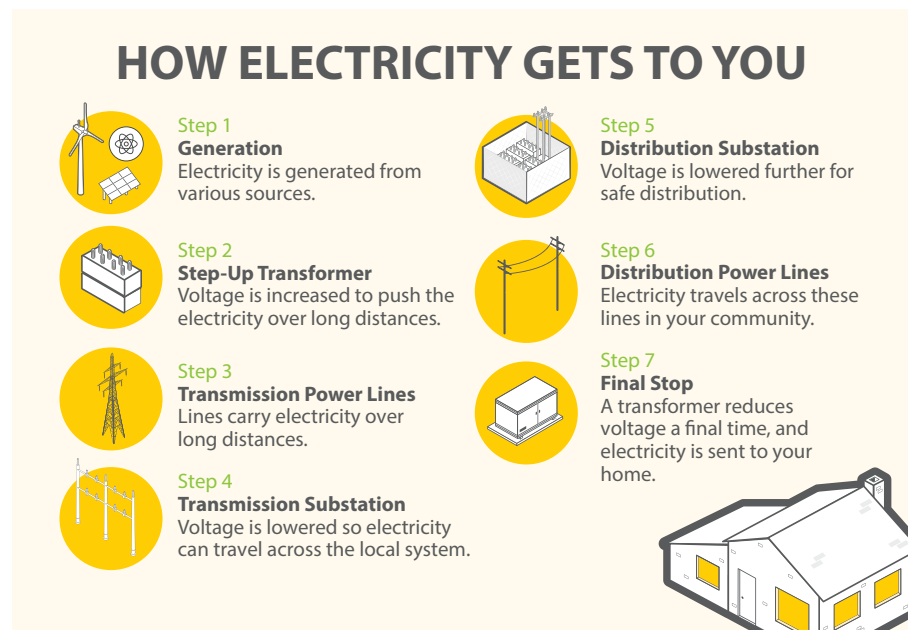 HOW ELECTRICITY GETS TO YOU
Step 1
Generation
Electricity is generated from
various sources.
Step 2
Step-Up Transformer
Voltage is increased to push the
electricity over long distances.
Step 3
Transmission Power Lines
Lines carry electricity over
long distances.
Step 4
Transmission Substation
Voltage is lowered so electricity
can travel across the local system.
Step 5
Distribution Substation
Voltage is lowered further for
safe distribution.
Step 6
Distribution Power Lines
Electricity travels across these
lines in your community.
Step 7
Final Stop
A transformer reduces
voltage a final time, and
electricity is sent to your
home.